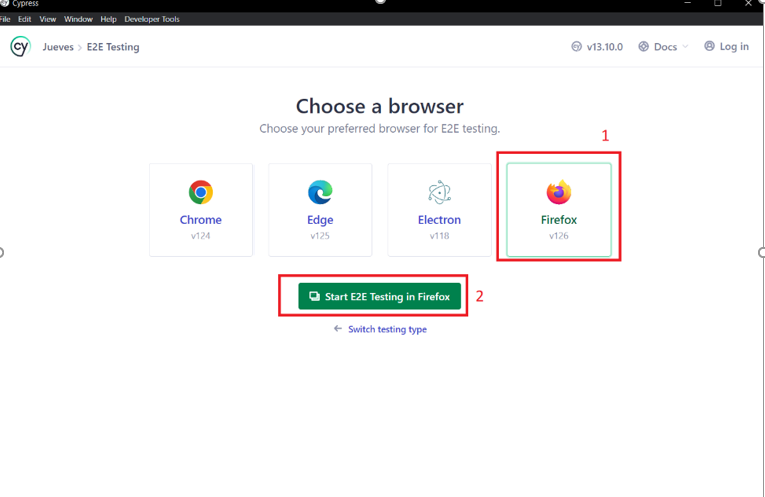 Cypress
File Edit View Window Help Developer Tools
cy Jueves > E2E Testing v13.10.0 Docs Log in
Choose a browser
Choose your preferred browser for E2E testing.
1
Chrome Edge Electron Firefox
v124 v125 v118 v126
Start E2E Testing in Firefox 2
← Switch testing type